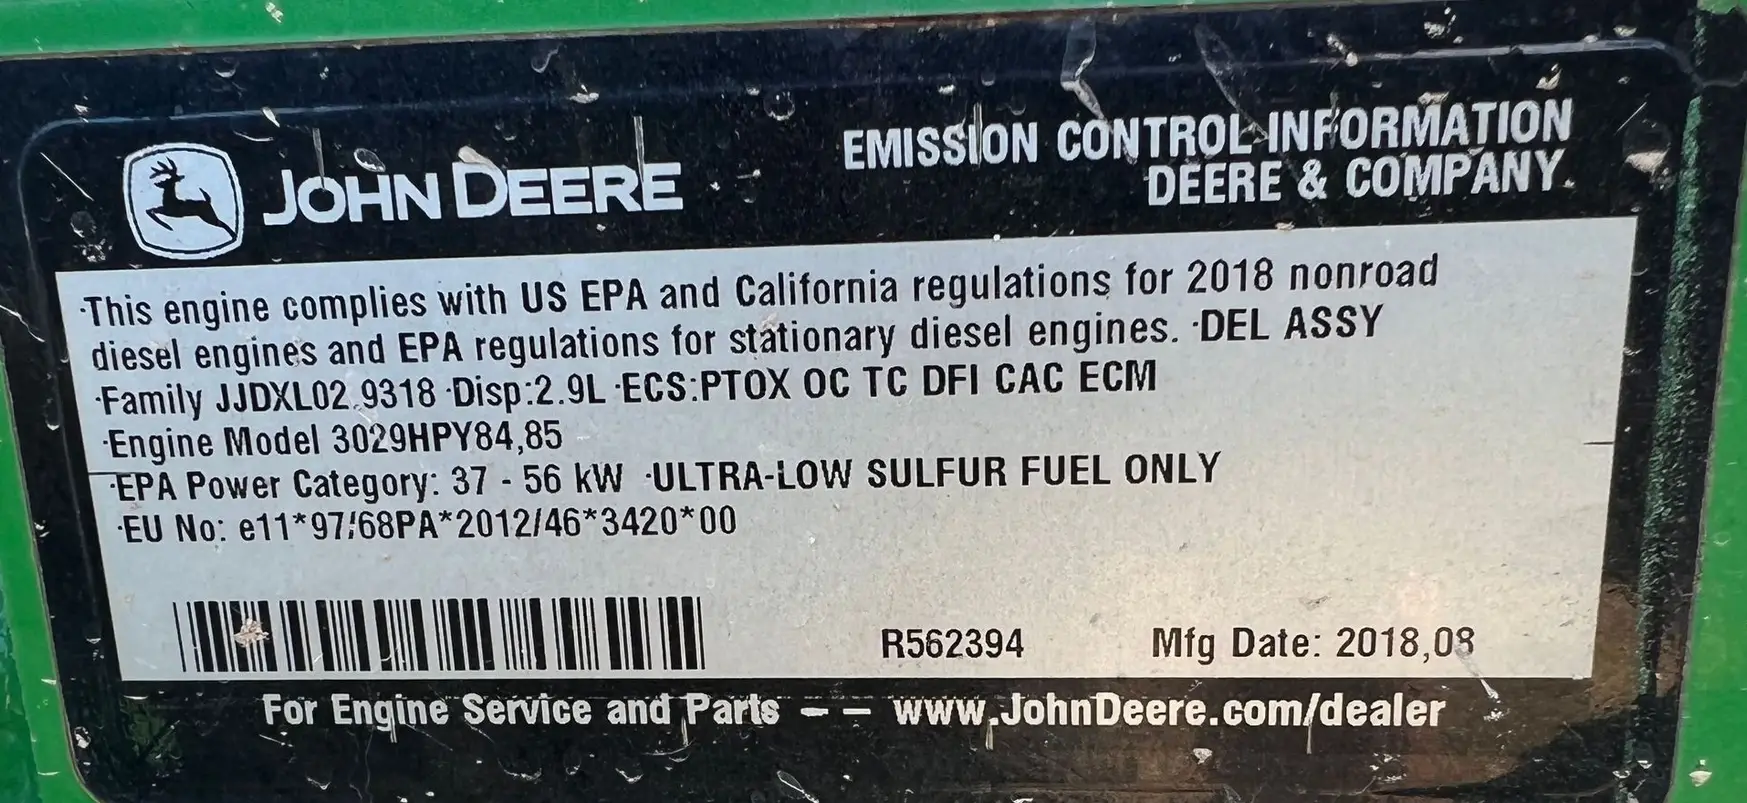 JOHN DEERE
EMISSION CONTROL INFORMATION
DEERE & COMPANY
·This engine complies with US EPA and California regulations for 2018 nonroad
diesel engines and EPA regulations for stationary diesel engines. ·DEL ASSY
·Family JJDXL02.9318 ·Disp:2.9L ·ECS:PTOX OC TC DFI CAC ECM
·Engine Model 3029HPY84,85
·EPA Power Category: 37 - 56 kW ·ULTRA-LOW SULFUR FUEL ONLY
·EU No: e11*97/68PA*2012/46*3420*00
R562394 Mfg Date: 2018,08
For Engine Service and Parts – – www.JohnDeere.com/dealer